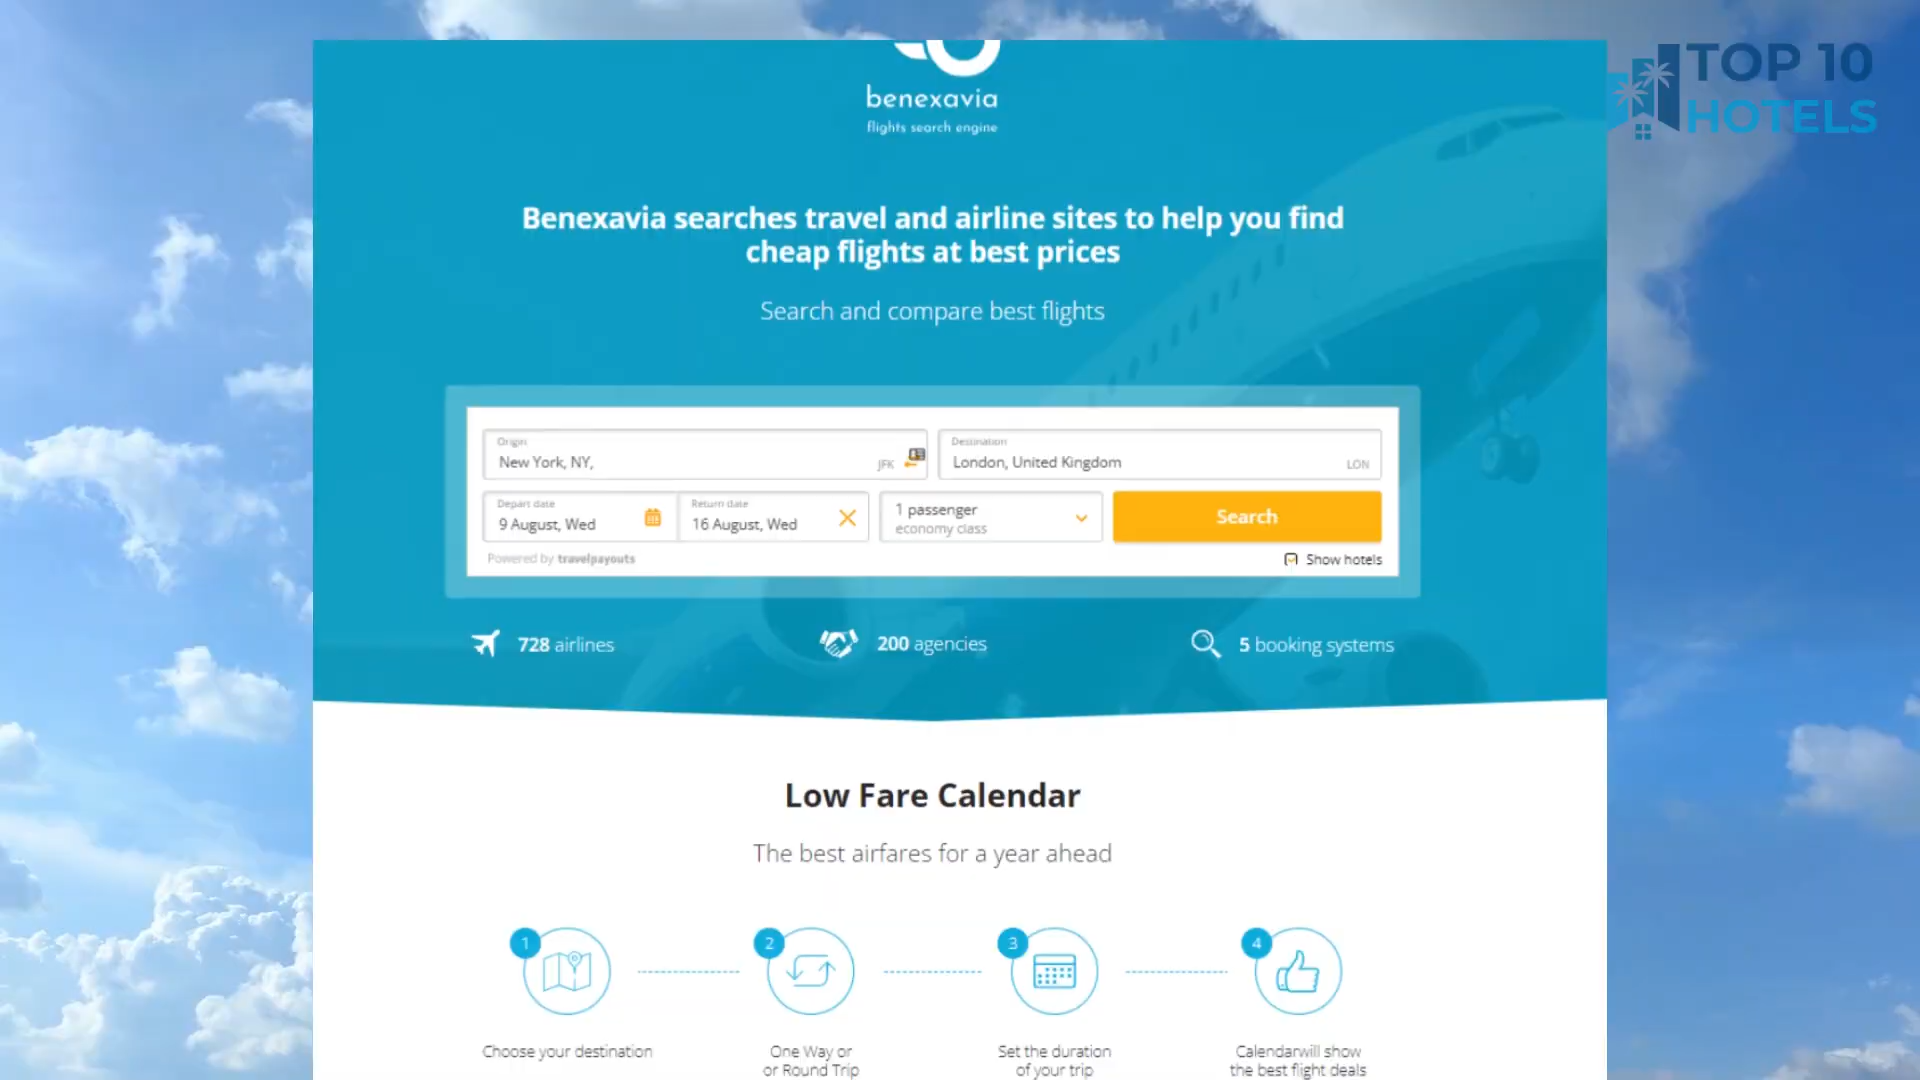 TOP 10
HOTELS
benexavia
flights search engine
Benexavia searches travel and airline sites to help you find
cheap flights at best prices
Search and compare best flights
Origin
New York, NY,
JFK
Destination
London, United Kingdom
LON
Depart date
9 August, Wed
Return date
16 August, Wed
1 passenger
economy class
Search
Powered by travelpayouts
Show hotels
728 airlines
200 agencies
5 booking systems
Low Fare Calendar
The best airfares for a year ahead
1
2
3
4
Choose your destination
One Way or
or Round Trip
Set the duration
of your trip
Calendarwill show
the best flight deals